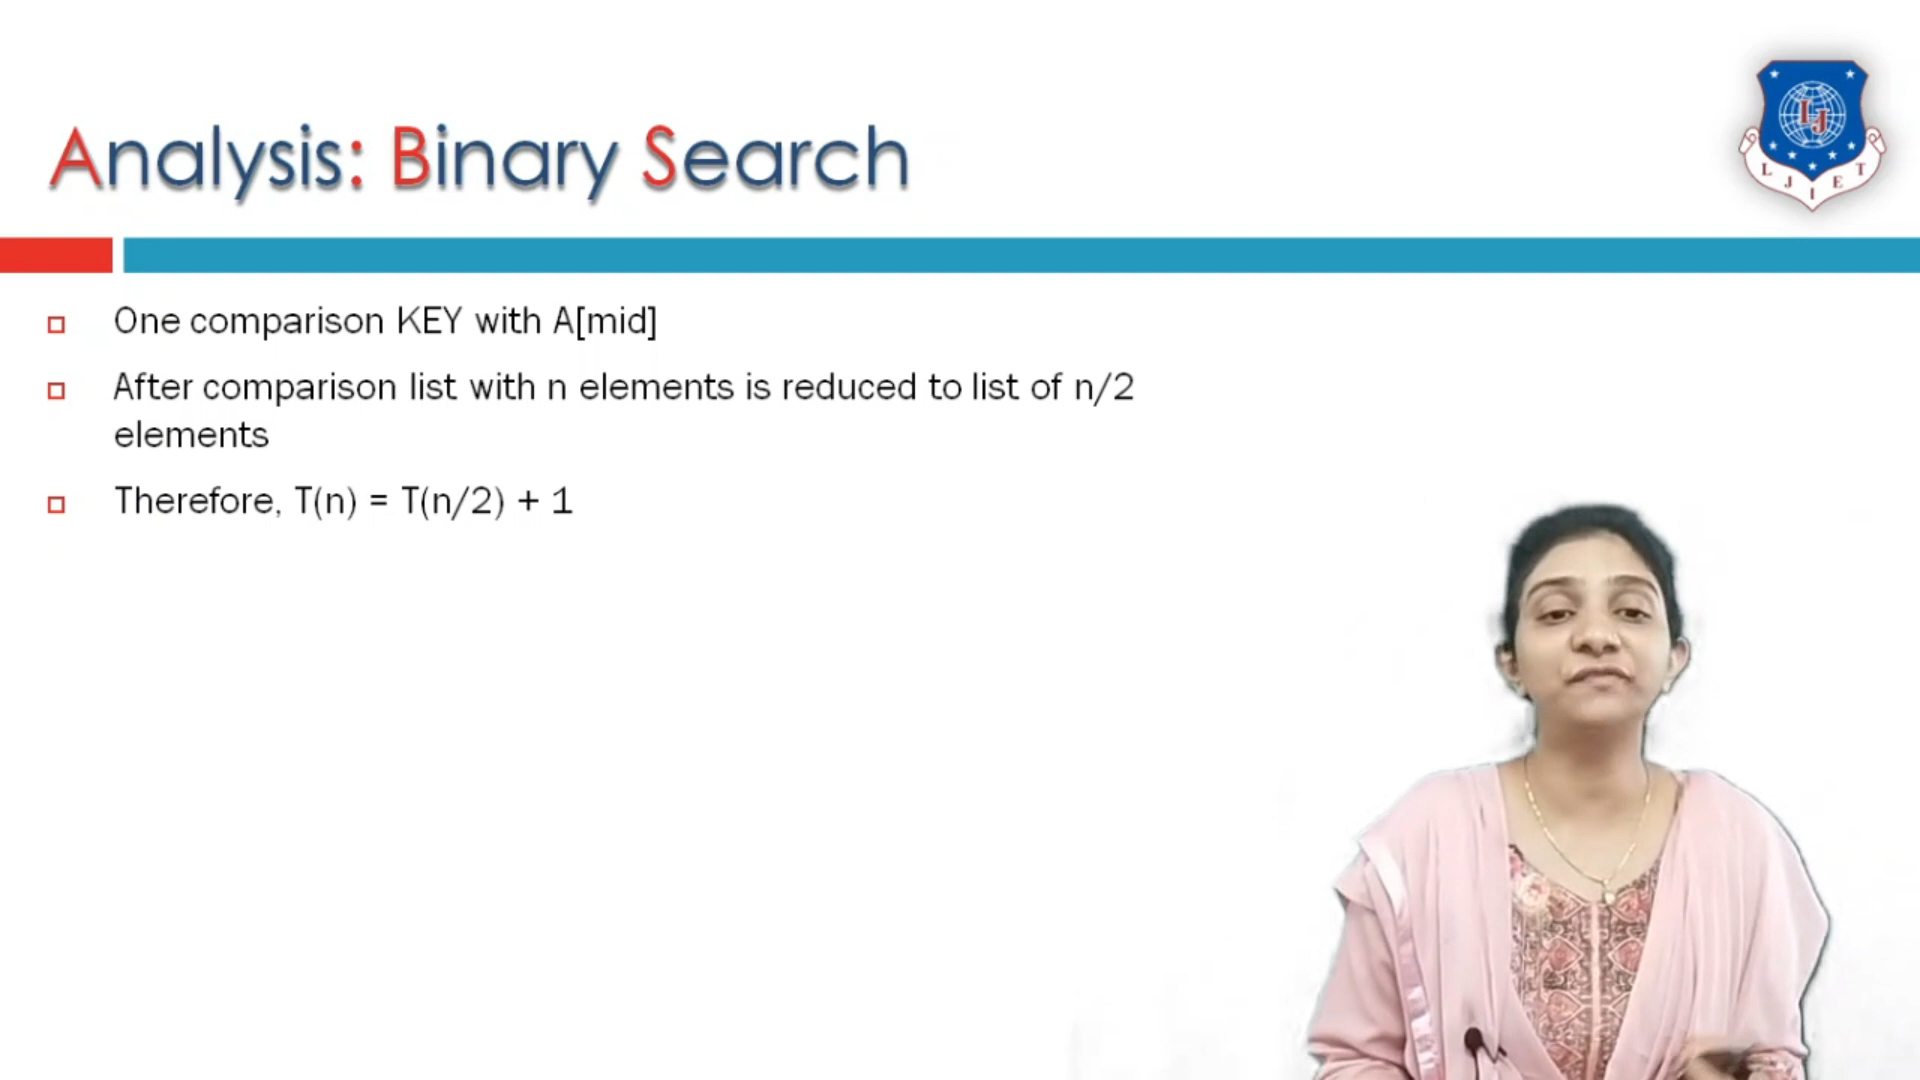 Analysis: Binary Search
L J I E T
One comparison KEY with A[mid]
After comparison list with n elements is reduced to list of n/2
elements
Therefore, T(n) = T(n/2) + 1